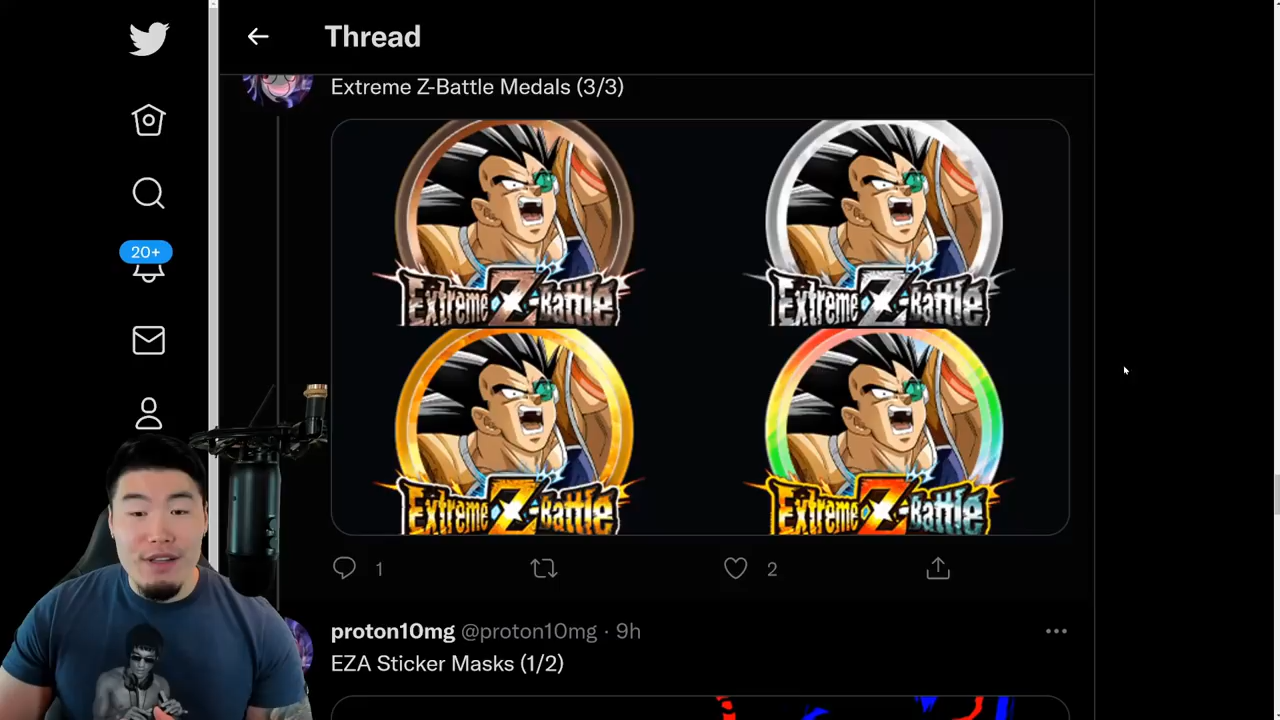 Thread
Extreme Z-Battle Medals (3/3)
20+
Extreme Z-Battle
Extreme Z-Battle
Extreme Z-Battle
Extreme Z-Battle
1
2
proton10mg @proton10mg · 9h
EZA Sticker Masks (1/2)